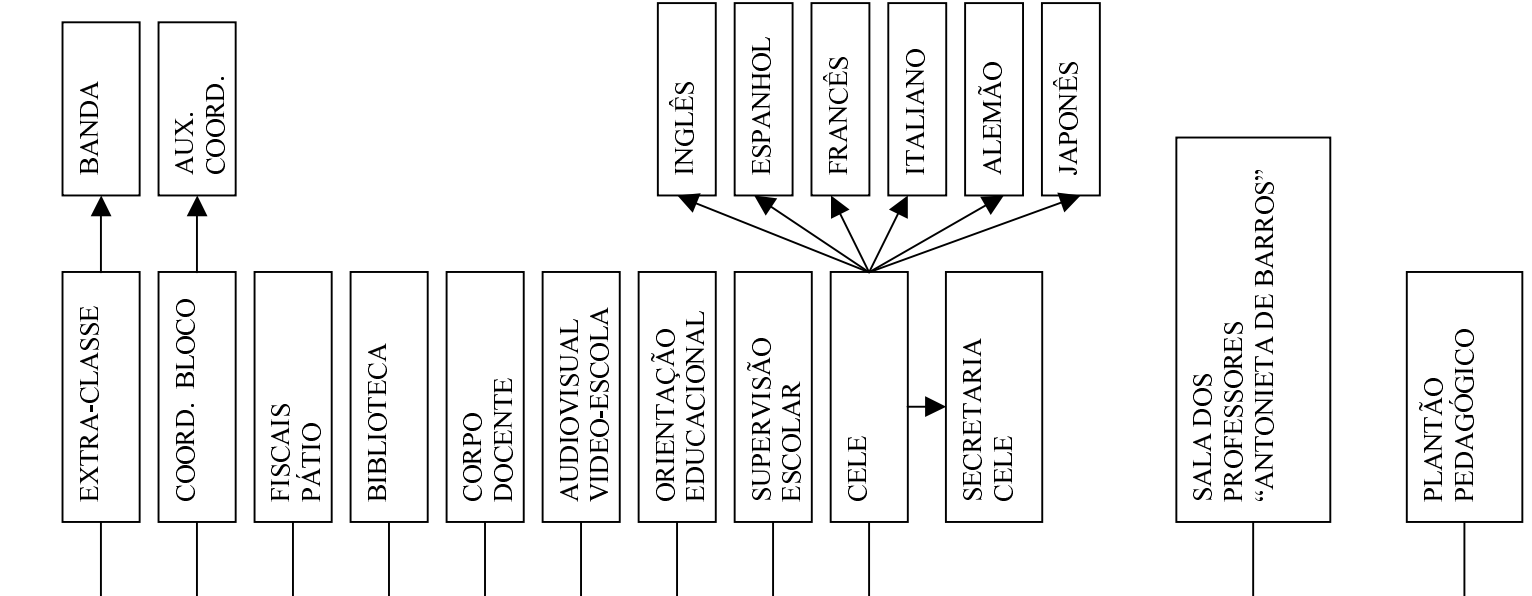 BANDA
AUX.
COORD.
INGLÊS
ESPANHOL
FRANCÊS
ITALIANO
ALEMÃO
JAPONÊS
EXTRA-CLASSE
COORD. BLOCO
FISCAIS
PÁTIO
BIBLIOTECA
CORPO
DOCENTE
AUDIOVISUAL
VIDEO-ESCOLA
ORIENTAÇÃO
EDUCACIONAL
SUPERVISÃO
ESCOLAR
CELE
SECRETARIA
CELE
SALA DOS
PROFESSORES
“ANTONIETA DE BARROS”
PLANTÃO
PEDAGÓGICO